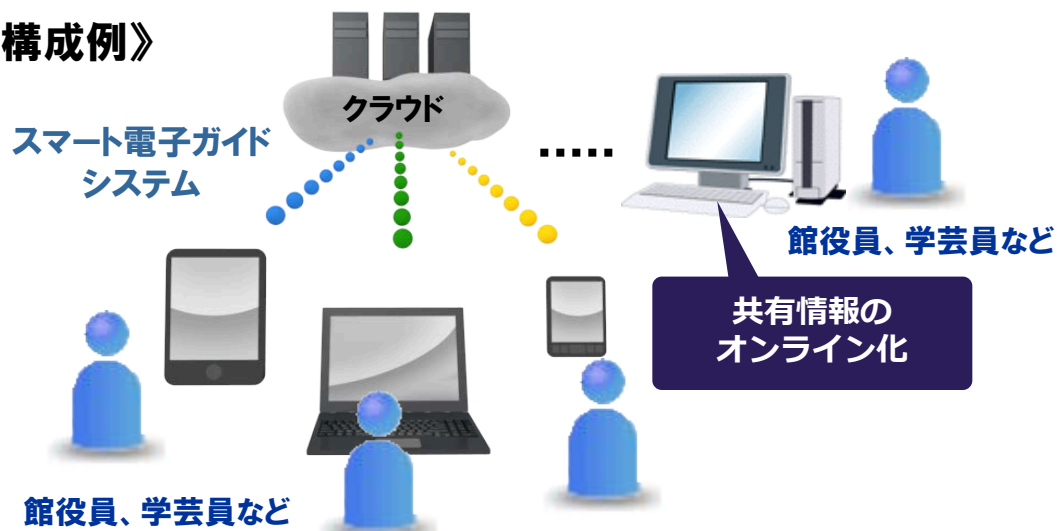 構成例》
クラウド
スマート電子ガイド
システム
.....
館役員、学芸員など
共有情報の
オンライン化
館役員、学芸員など